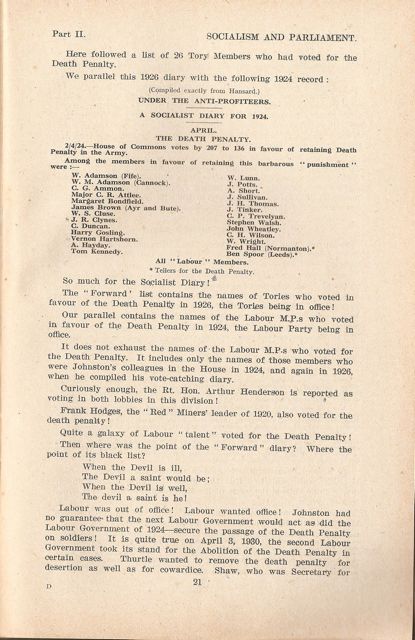 Part II.
SOCIALISM AND PARLIAMENT.
Here followed a list of 26 Tory Members who had voted for the
Death Penalty.
We parallel this 1926 diary with the following 1924 record :
(Compiled exactly from Hansard.)
UNDER THE ANTI-PROFITEERS.
A SOCIALIST DIARY FOR 1924.
APRIL.
THE DEATH PENALTY.
2/4/24.—House of Commons votes by 207 to 136 in favour of retaining Death
Penalty in the Army.
Among the members in favour of retaining this barbarous "punishment"
were :—
W. Adamson (Fife).
W. M. Adamson (Cannock).
C. G. Ammon.
Major C. R. Attlee.
Margaret Bondfield.
James Brown (Ayr and Bute).
W. S. Cluse.
J. R. Clynes.
C. Duncan.
Harry Gosling.
Vernon Hartshorn.
A. Hayday.
Tom Kennedy.
W. Lunn.
J. Potts.
A. Short.
J. Sullivan.
J. H. Thomas.
J. Tinker.
C. P. Trevelyan.
Stephen Walsh.
John Wheatley.
C. H. Wilson.
W. Wright.
Fred Hall (Normanton).*
Ben Spoor (Leeds).*
All "Labour" Members.
* Tellers for the Death Penalty.
So much for the Socialist Diary!
The "Forward" list contains the names of Tories who voted in
favour of the Death Penalty in 1926, the Tories being in office!
Our parallel contains the names of Labour M.P.s who voted
in favour of the Death Penalty in 1924, the Labour Party being in
office.
It does not exhaust the names of the Labour M.P.s who voted for
the Death Penalty. It includes only the names of those members who
were Johnston's colleagues in the House in 1924, and again in 1926,
when he compiled his vote-catching diary.
Curiously enough, the Rt. Hon. Arthur Henderson is reported as
voting in both lobbies in this division!
Frank Hodges, the "Red" Miners' leader of 1920, also voted for the
death penalty!
Quite a galaxy of Labour "talent" voted for the Death Penalty!
Then where was the point of the "Forward" diary? Where the
point of its black list?
When the Devil is ill,
The Devil a saint would be;
When the Devil is well,
The devil a saint is he!
Labour was out of office! Labour wanted office! Johnston had
no guarantee that the next Labour Government would act as did the
Labour Government of 1924—secure the passage of the Death Penalty
on soldiers! It is quite true on April 3, 1930, the second Labour
Government took its stand for the Abolition of the Death Penalty in
certain cases. Thurtle wanted to remove the death penalty for
desertion as well as for cowardice. Shaw, who was Secretary for
D
21